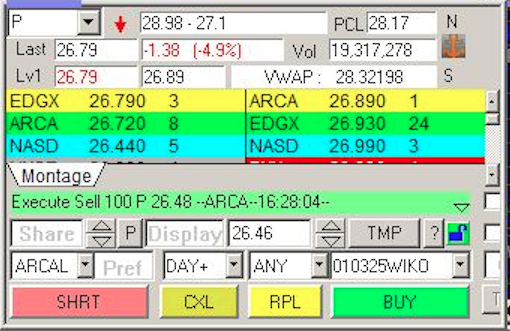 P 28.98 - 27.1 PCL 28.17 N
Last 26.79 -1.38 (-4.9%) Vol 19,317,278
Lv1 26.79 26.89 VWAP : 28.32198 S
EDGX 26.790 3 ARCA 26.890 1
ARCA 26.720 8 EDGX 26.930 24
NASD 26.440 5 NASD 26.990 3
Montage
Execute Sell 100 P 26.48 --ARCA--16:28:04--
Share P Display 26.46 TMP ?
ARCAL Pref DAY+ ANY 010325WIKO
SHRT CXL RPL BUY T